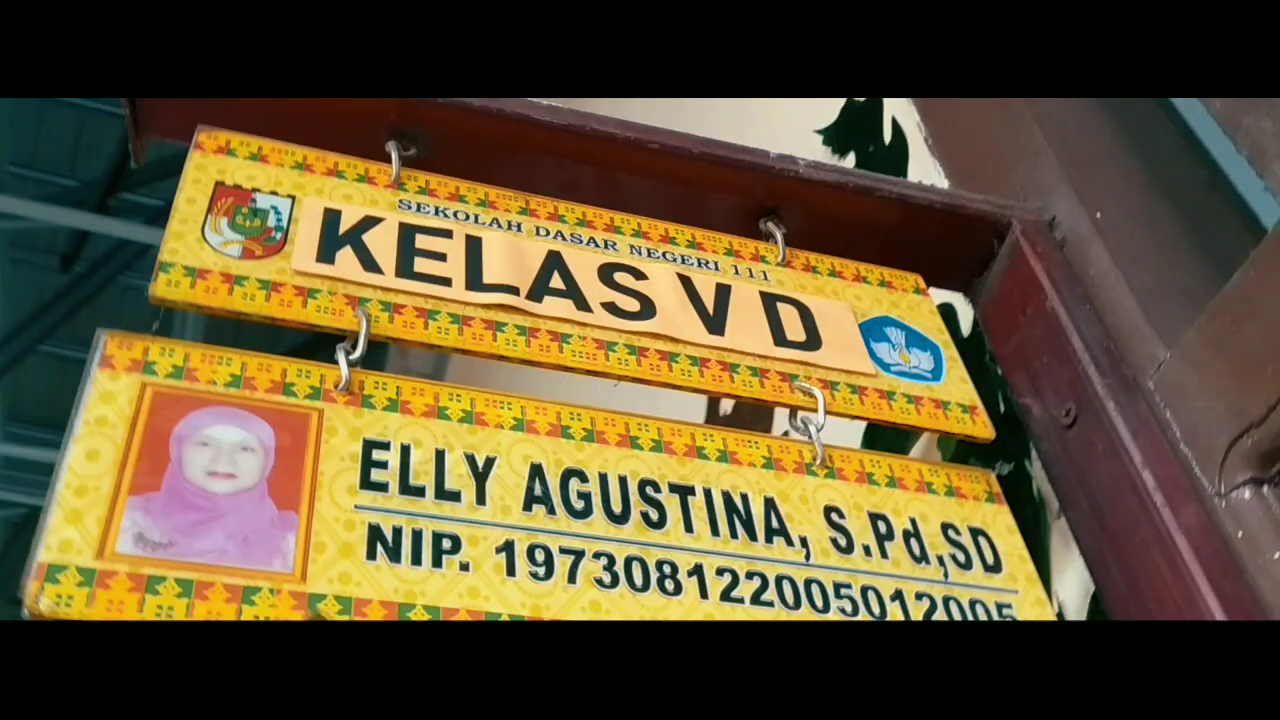 SEKOLAH DASAR NEGERI 111
KELAS V D
ELLY AGUSTINA, S.Pd,SD
NIP. 197308122005012005